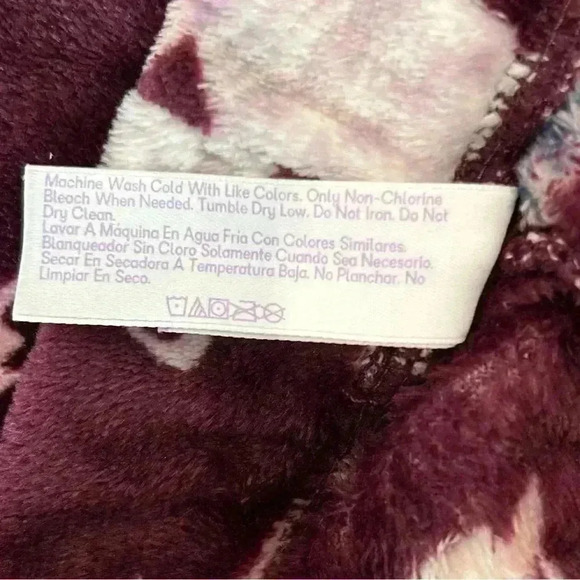 Machine Wash Cold With Like Colors. Only Non-Chlorine
Bleach When Needed. Tumble Dry Low. Do Not Iron. Do Not
Dry Clean.
Lavar A Máquina En Agua Fria Con Colores Similares.
Blanqueador Sin Cloro Solamente Cuando Sea Necesario.
Secar En Secadora A Temperatura Baja. No Planchar. No
Limpiar En Seco.